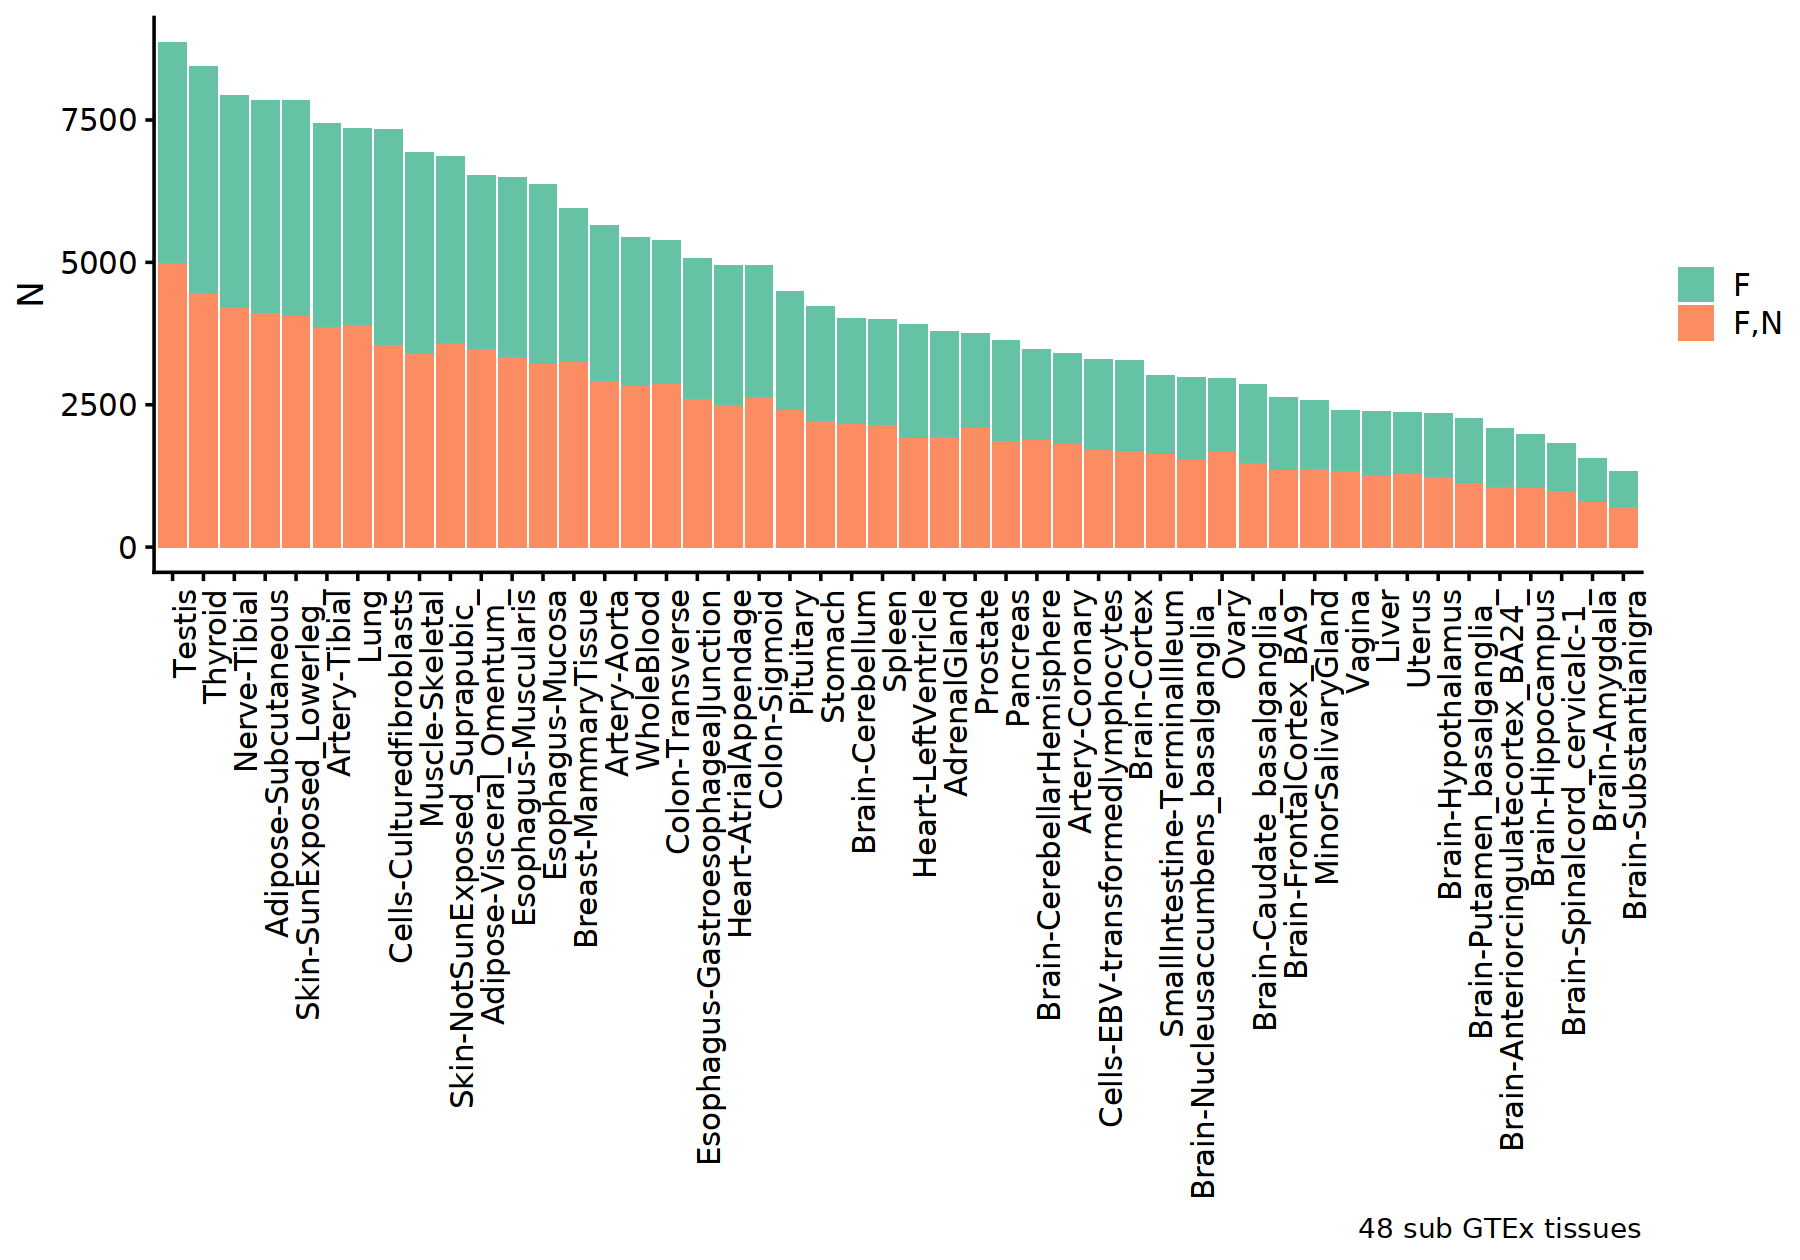 N
7500
5000
2500
0
Testis
Thyroid
Nerve-Tibial
Adipose-Subcutaneous
Skin-SunExposed_Lowerleg_
Artery-Tibial
Lung
Cells-Culturedfibroblasts
Muscle-Skeletal
Skin-NotSunExposed_Suprapubic_
Adipose-Visceral_Omentum_
Esophagus-Muscularis
Esophagus-Mucosa
Breast-MammaryTissue
Artery-Aorta
WholeBlood
Colon-Transverse
Esophagus-GastroesophagealJunction
Heart-AtrialAppendage
Colon-Sigmoid
Pituitary
Stomach
Brain-Cerebellum
Spleen
Heart-LeftVentricle
AdrenalGland
Prostate
Pancreas
Brain-CerebellarHemisphere
Artery-Coronary
Cells-EBV-transformedlymphocytes
Brain-Cortex
SmallIntestine-TerminalIleum
Brain-Nucleusaccumbens_basalganglia_
Ovary
Brain-Caudate_basalganglia_
Brain-FrontalCortex_BA9_
MinorSalivaryGland
Vagina
Liver
Uterus
Brain-Hypothalamus
Brain-Putamen_basalganglia_
Brain-Anteriorcingulatecortex_BA24_
Brain-Hippocampus
Brain-Spinalcord_cervicalc-1_
Brain-Amygdala
Brain-Substantianigra
F
F,N
48 sub GTEx tissues